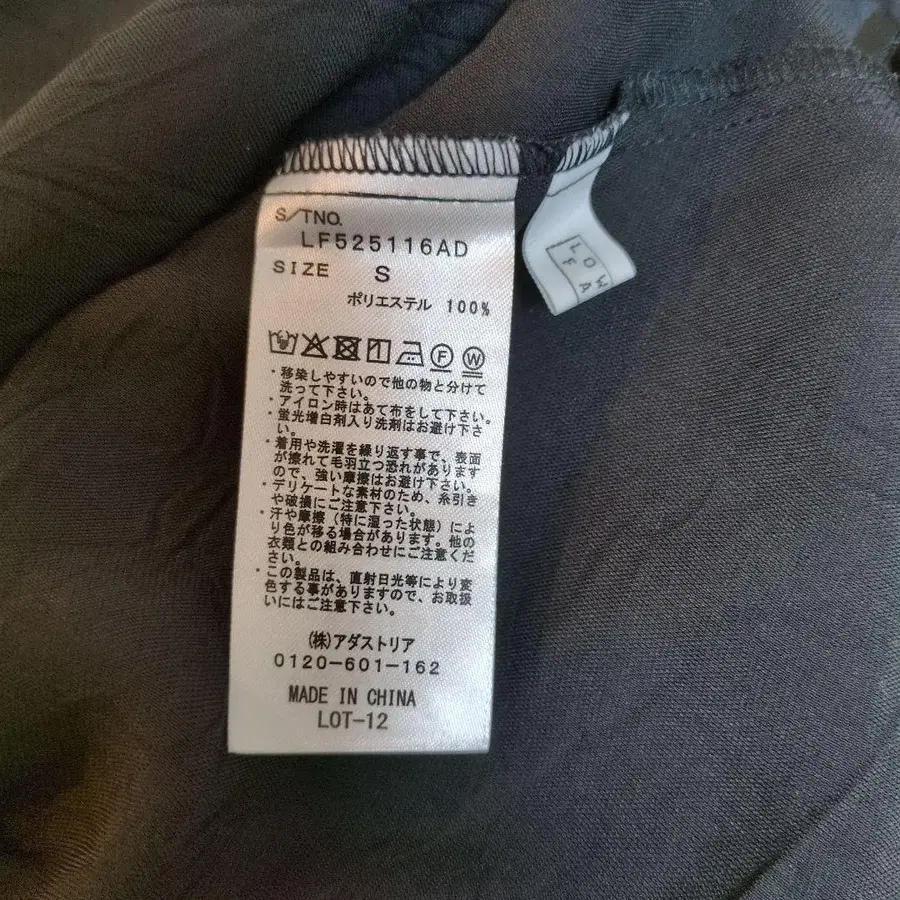 S/TNO.
LF525116AD
SIZE S
ポリエステル 100%
F W
・移染しやすいので他の物と分けて
洗って下さい。
・アイロン時はあて布をして下さい。
・蛍光増白剤入り洗剤はお避け下さ
い。
・着用や洗濯を繰り返す事で、表面
が擦れて毛羽立つ恐れがあります
ので、強い摩擦はお避け下さい。
・デリケートな素材のため、糸引き
や破損にご注意下さい。
・汗や摩擦（特に湿った状態）によ
り色が移る場合があります。他の
衣類との組み合わせにご注意くだ
さい。
・この製品は、直射日光等により変
色する事がありますので、お取扱
いにはご注意下さい。
(株)アダストリア
0120-601-162
MADE IN CHINA
LOT-12
LOW
FA